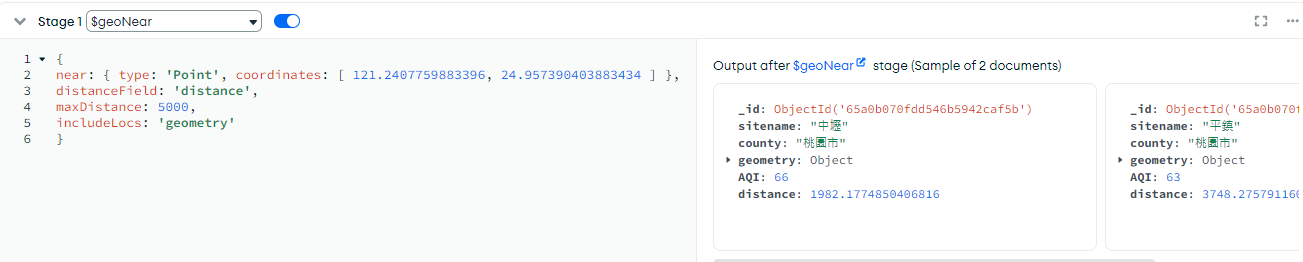 Stage 1 $geoNear
1 {
2 near: { type: 'Point', coordinates: [ 121.2407759883396, 24.957390403883434 ] },
3 distanceField: 'distance',
4 maxDistance: 5000,
5 includeLocs: 'geometry'
6 }
Output after $geoNear stage (Sample of 2 documents)
_id: ObjectId('65a0b070fdd546b5942caf5b')
sitename: "中壢"
county: "桃園市"
geometry: Object
AQI: 66
distance: 1982.1774850406816
_id: ObjectId('65a0b070f
sitename: "平鎮"
county: "桃園市"
geometry: Object
AQI: 63
distance: 3748.275791160